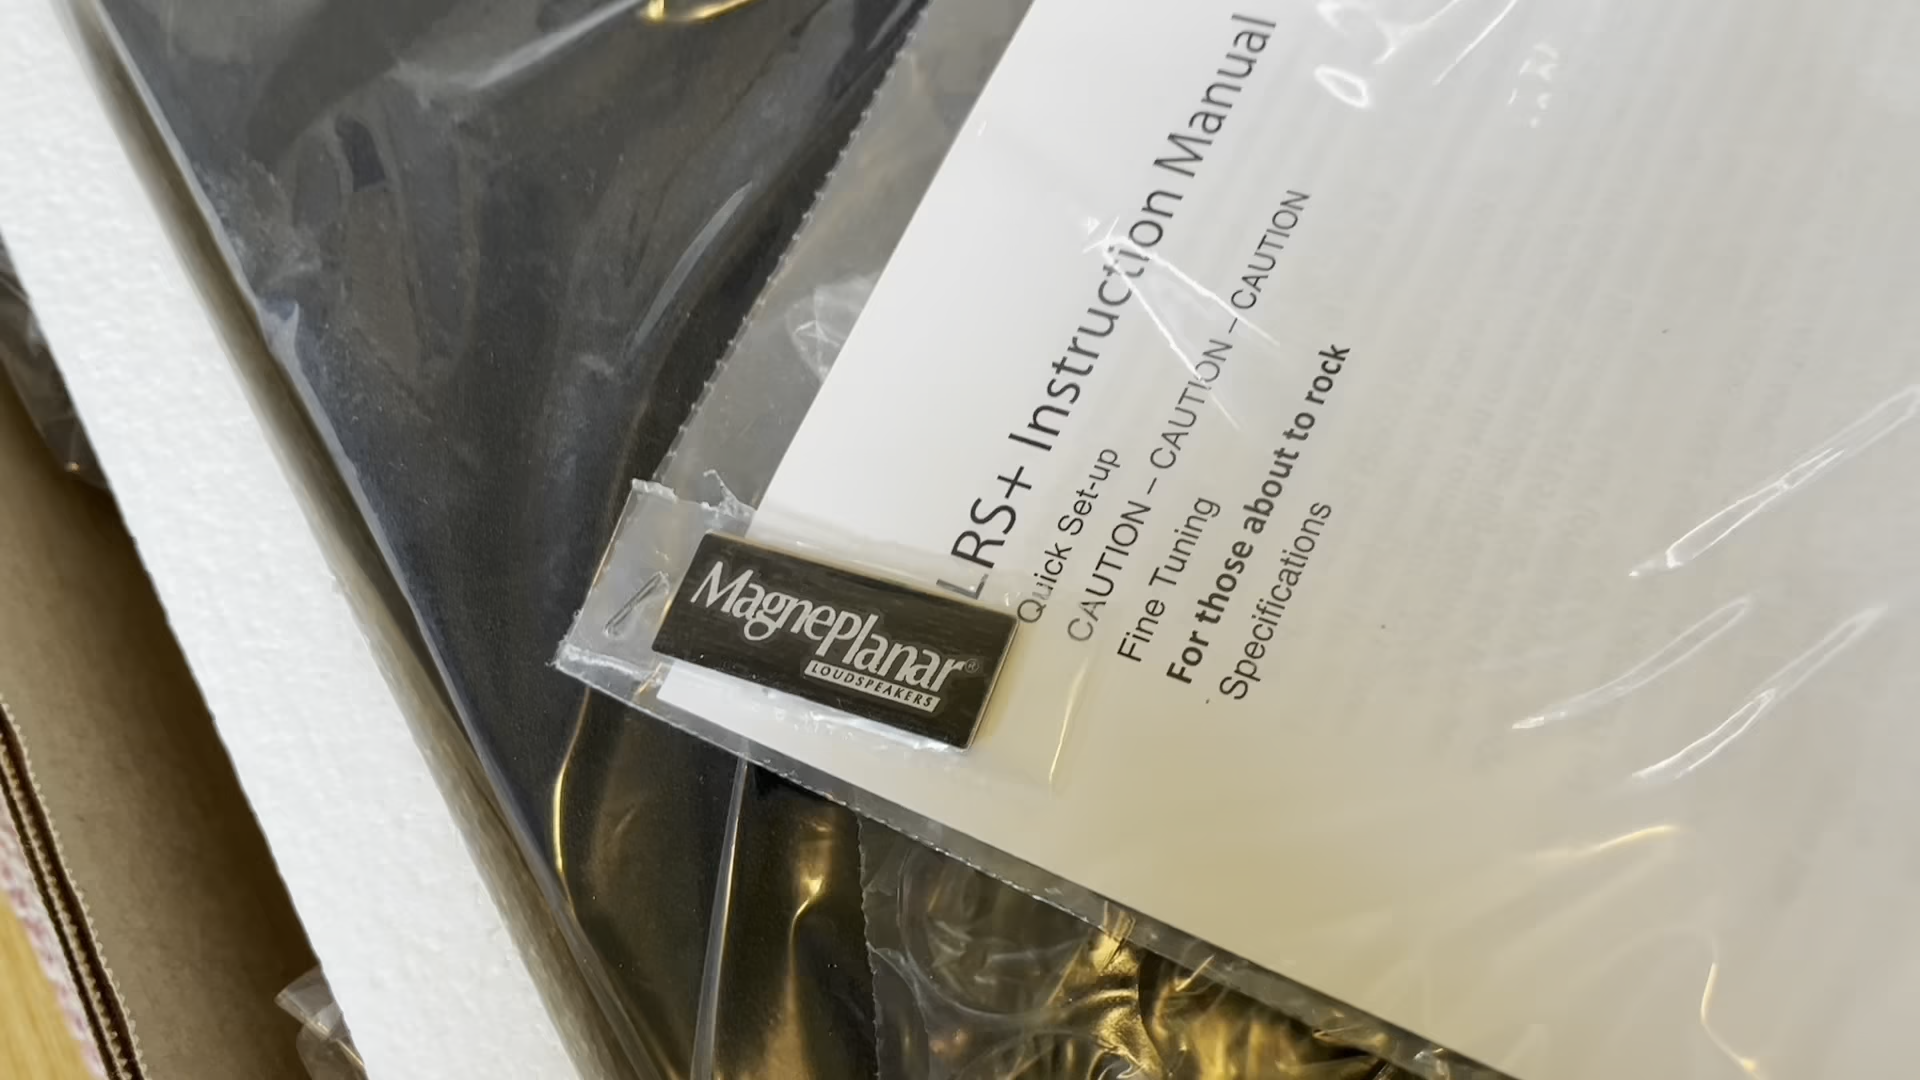 LRS+ Instruction Manual
Quick Set-up
CAUTION – CAUTION – CAUTION
Fine Tuning
For those about to rock
Specifications
MagnePlanar®
LOUDSPEAKERS